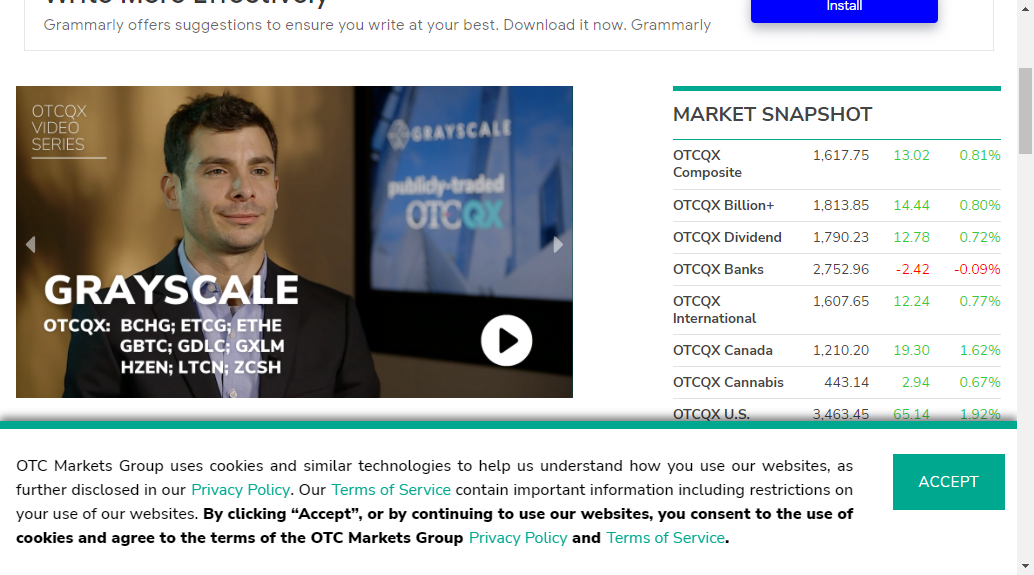 Write More Effectively
Grammarly offers suggestions to ensure you write at your best. Download it now. Grammarly
Install
OTCQX
VIDEO
SERIES
GRAYSCALE
publicly-traded
OTCQX
GRAYSCALE
OTCQX: BCHG; ETCG; ETHE
GBTC; GDLC; GXLM
HZEN; LTCN; ZCSH
MARKET SNAPSHOT
OTCQX Composite 1,617.75 13.02 0.81%
OTCQX Billion+ 1,813.85 14.44 0.80%
OTCQX Dividend 1,790.23 12.78 0.72%
OTCQX Banks 2,752.96 -2.42 -0.09%
OTCQX International 1,607.65 12.24 0.77%
OTCQX Canada 1,210.20 19.30 1.62%
OTCQX Cannabis 443.14 2.94 0.67%
OTCQX U.S. 3,463.45 65.14 1.92%
OTC Markets Group uses cookies and similar technologies to help us understand how you use our websites, as
further disclosed in our Privacy Policy. Our Terms of Service contain important information including restrictions on
your use of our websites. By clicking “Accept”, or by continuing to use our websites, you consent to the use of
cookies and agree to the terms of the OTC Markets Group Privacy Policy and Terms of Service.
ACCEPT